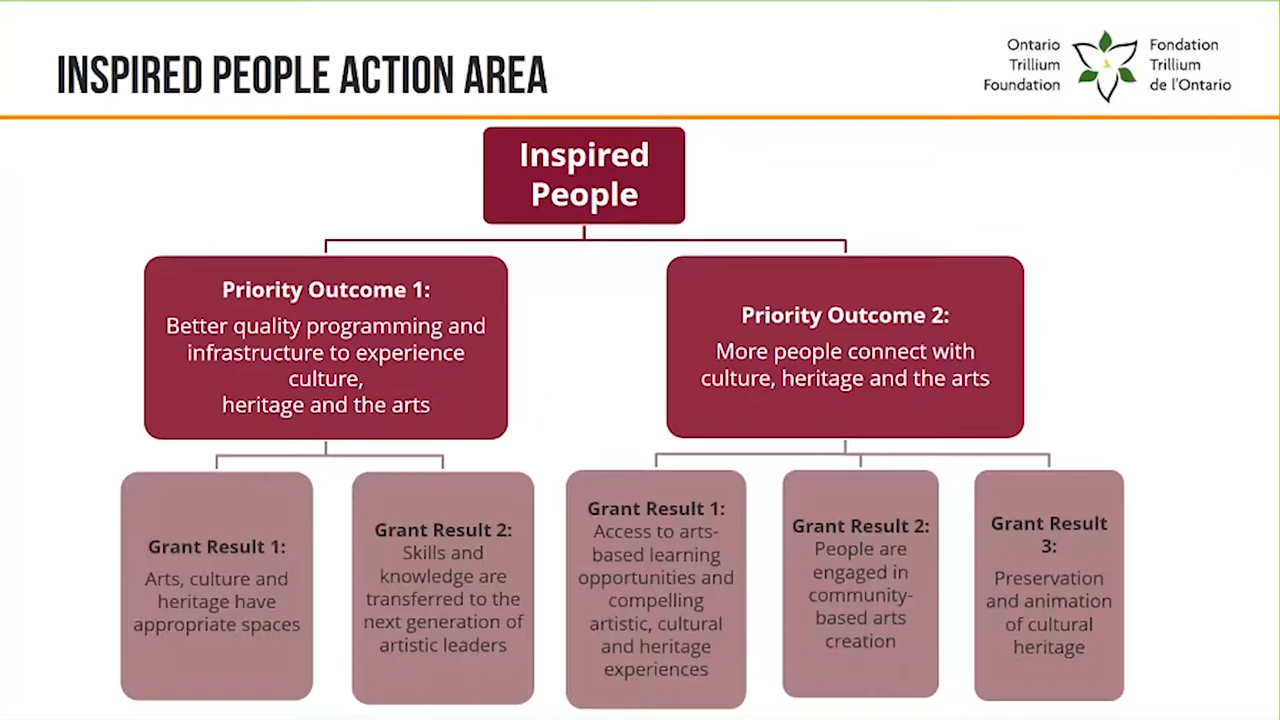 INSPIRED PEOPLE ACTION AREA
Ontario
Trillium
Foundation
Fondation
Trillium
de l'Ontario
Inspired
People
Priority Outcome 1:
Better quality programming and
infrastructure to experience
culture,
heritage and the arts
Priority Outcome 2:
More people connect with
culture, heritage and the arts
Grant Result 1:
Arts, culture and
heritage have
appropriate spaces
Grant Result 2:
Skills and
knowledge are
transferred to the
next generation of
artistic leaders
Grant Result 1:
Access to arts-
based learning
opportunities and
compelling
artistic, cultural
and heritage
experiences
Grant Result 2:
People are
engaged in
community-
based arts
creation
Grant Result
3:
Preservation
and animation
of cultural
heritage